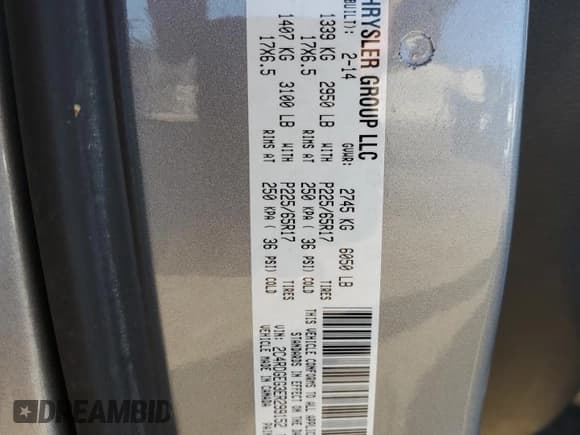 HRYSLER GROUP LLC
BUILT): 2-14 GVWR: 2745 KG 6050 LB
1339 KG 2950 LB WITH P225/65R17 TIRES
17X6.5 RIMS AT 250 KPA ( 36 PSI) COLD
1407 KG 3100 LB WITH P225/65R17 TIRES
17X6.5 RIMS AT 250 KPA ( 36 PSI) COLD
THIS VEHICLE CONFORMS TO
STANDARDS IN EFFECT ON THE DA
VIN: 2C4RDGEG3ER299152
VEHICLE MADE IN CANADA PAIN
DREAMBID